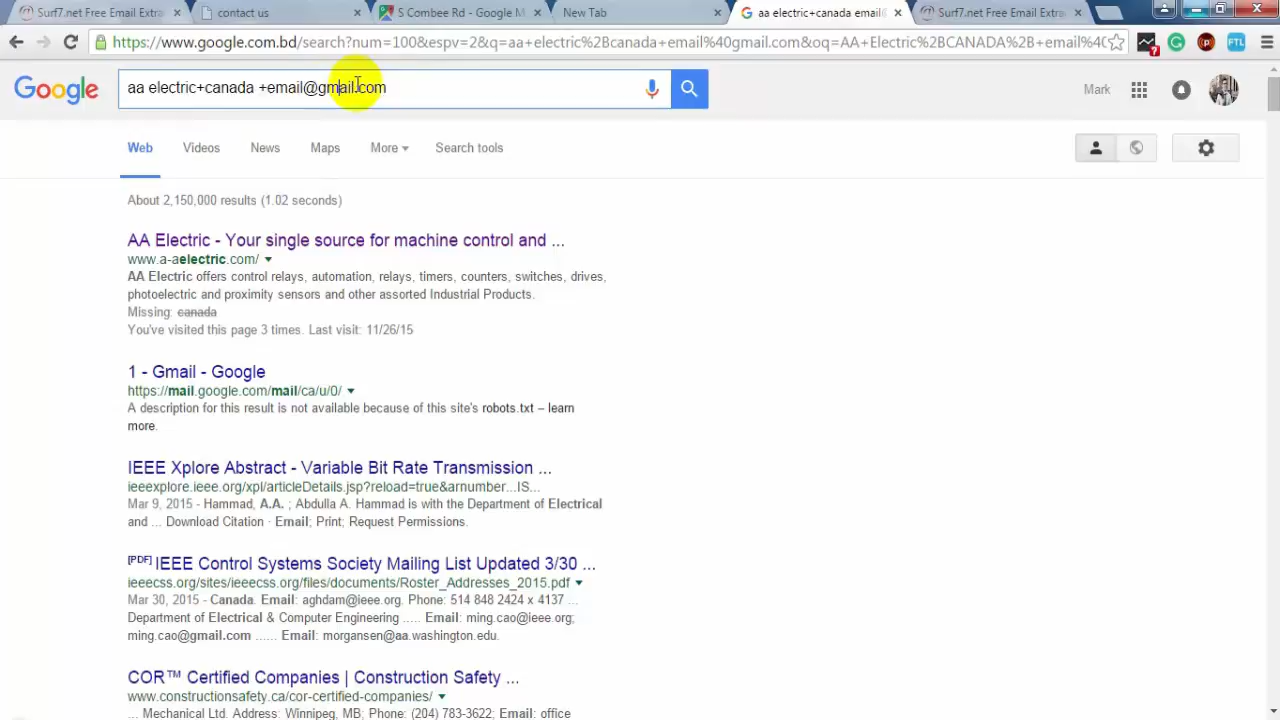 Surf7.net Free Email Extra
contact us
S Combee Rd - Google M
New Tab
aa electric+canada email@
Surf7.net Free Email Extra
https://www.google.com.bd/search?num=100&espv=2&q=aa+electric%2Bcanada+email%40gmail.com&oq=AA+Electric%2BCANADA%2B+email%40
?
FTL
Google
aa electric+canada +email@gmail.com
Mark
Web
Videos
News
Maps
More
Search tools
About 2,150,000 results (1.02 seconds)
AA Electric - Your single source for machine control and ...
www.a-aelectric.com/
AA Electric offers control relays, automation, relays, timers, counters, switches, drives,
photoelectric and proximity sensors and other assorted Industrial Products.
Missing: canada
You've visited this page 3 times. Last visit: 11/26/15
1 - Gmail - Google
https://mail.google.com/mail/ca/u/0/
A description for this result is not available because of this site's robots.txt – learn
more.
IEEE Xplore Abstract - Variable Bit Rate Transmission ...
ieeexplore.ieee.org/xpl/articleDetails.jsp?reload=true&arnumber...IS...
Mar 9, 2015 - Hammad, A.A. ; Abdulla A. Hammad is with the Department of Electrical
and ... Download Citation · Email; Print; Request Permissions.
[PDF] IEEE Control Systems Society Mailing List Updated 3/30 ...
ieeecss.org/sites/ieeecss.org/files/documents/Roster_Addresses_2015.pdf
Mar 30, 2015 - Canada. Email: aghdam@ieee.org. Phone: 514 848 2424 x 4137 ...
Department of Electrical & Computer Engineering ..... Email: ming.cao@ieee.org;
ming.cao@gmail.com ...... Email: morgansen@aa.washington.edu.
COR™ Certified Companies | Construction Safety ...
www.constructionsafety.ca/cor-certified-companies/
... Mechanical Ltd. Address: Winnipeg, MB; Phone: (204) 783-3622; Email: office